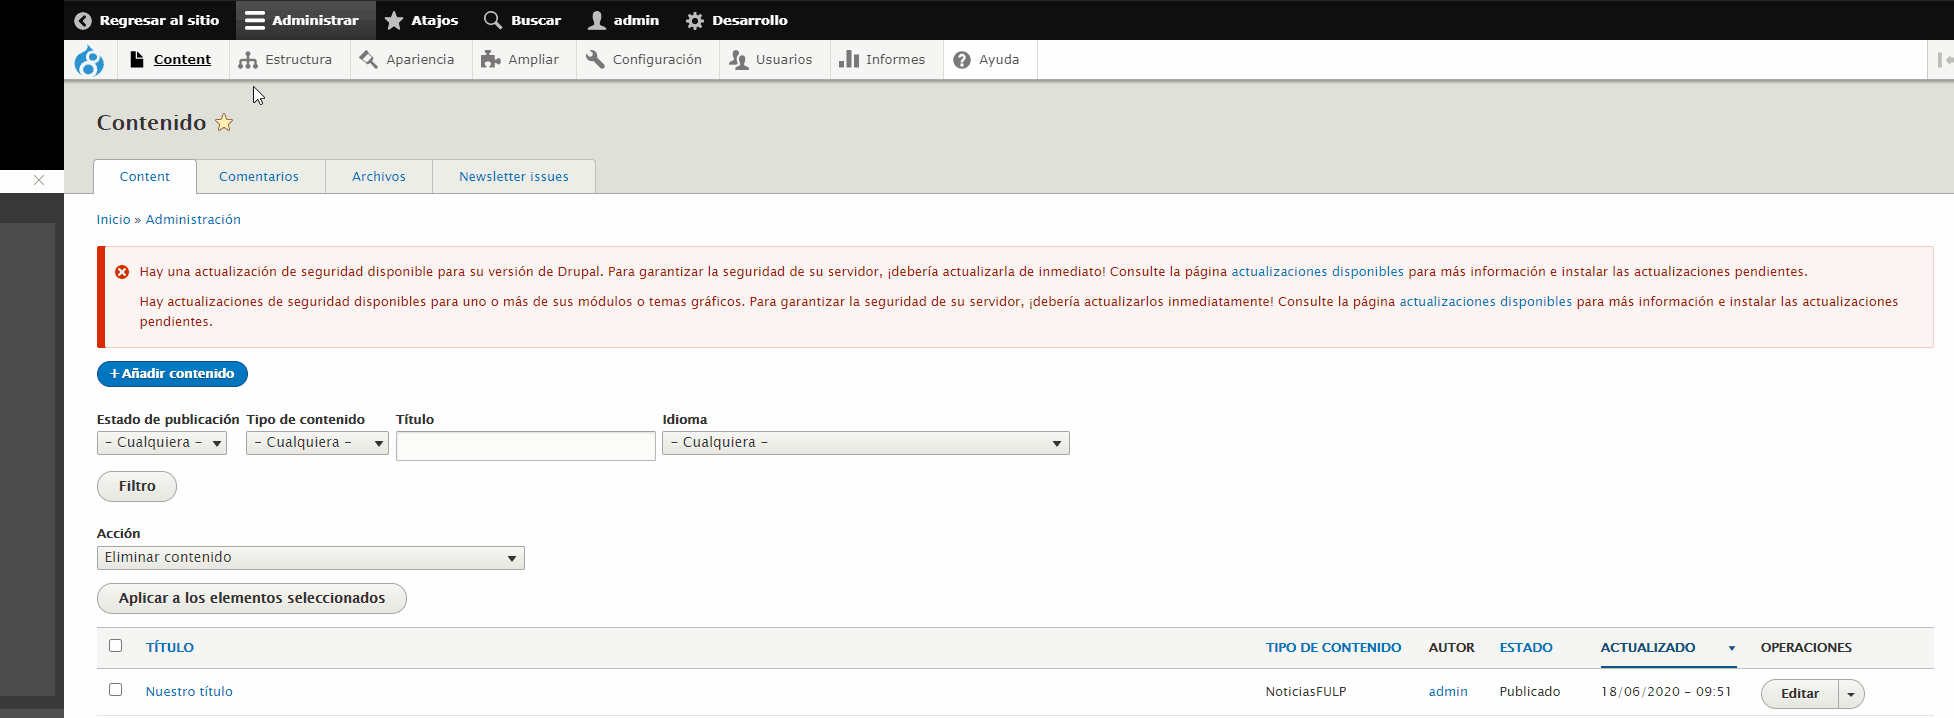 Regresar al sitio Administrar Atajos Buscar admin Desarrollo
Content Estructura Apariencia Ampliar Configuración Usuarios Informes Ayuda
Contenido
Content Comentarios Archivos Newsletter issues
Inicio » Administración
Hay una actualización de seguridad disponible para su versión de Drupal. Para garantizar la seguridad de su servidor, ¡debería actualizarla de inmediato! Consulte la página actualizaciones disponibles para más información e instalar las actualizaciones pendientes.
Hay actualizaciones de seguridad disponibles para uno o más de sus módulos o temas gráficos. Para garantizar la seguridad de su servidor, ¡debería actualizarlos inmediatamente! Consulte la página actualizaciones disponibles para más información e instalar las actualizaciones
pendientes.
+ Añadir contenido
Estado de publicación Tipo de contenido Título Idioma
- Cualquiera - - Cualquiera - - Cualquiera -
Filtro
Acción
Eliminar contenido
Aplicar a los elementos seleccionados
TÍTULO TIPO DE CONTENIDO AUTOR ESTADO ACTUALIZADO OPERACIONES
Nuestro título NoticiasFULP admin Publicado 18/06/2020 - 09:51 Editar